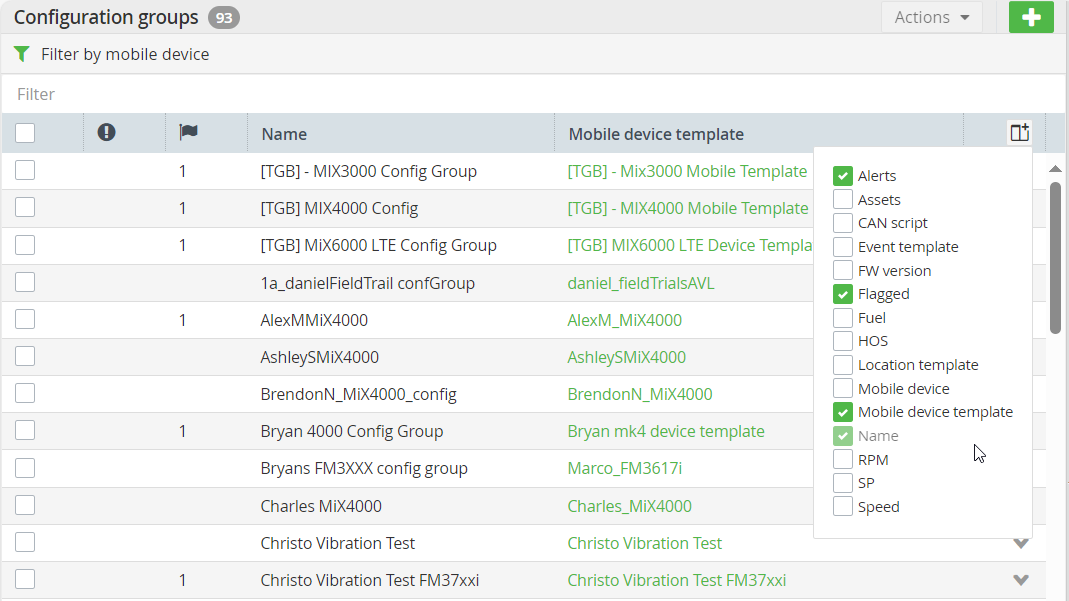 Configuration groups 93 Actions
Filter by mobile device
Filter
Name Mobile device template
1 [TGB] - MIX3000 Config Group [TGB] - Mix3000 Mobile Template
1 [TGB] MIX4000 Config [TGB] - MIX4000 Mobile Template
1 [TGB] MiX6000 LTE Config Group [TGB] MIX6000 LTE Device Templa
1a_danielFieldTrail confGroup daniel_fieldTrialsAVL
1 AlexMMiX4000 AlexM_MiX4000
AshleySMiX4000 AshleySMiX4000
BrendonN_MiX4000_config BrendonN_MiX4000
1 Bryan 4000 Config Group Bryan mk4 device template
Bryans FM3XXX config group Marco_FM3617i
Charles MiX4000 Charles_MiX4000
Christo Vibration Test Christo Vibration Test
1 Christo Vibration Test FM37xxi Christo Vibration Test FM37xxi
Alerts
Assets
CAN script
Event template
FW version
Flagged
Fuel
HOS
Location template
Mobile device
Mobile device template
Name
RPM
SP
Speed